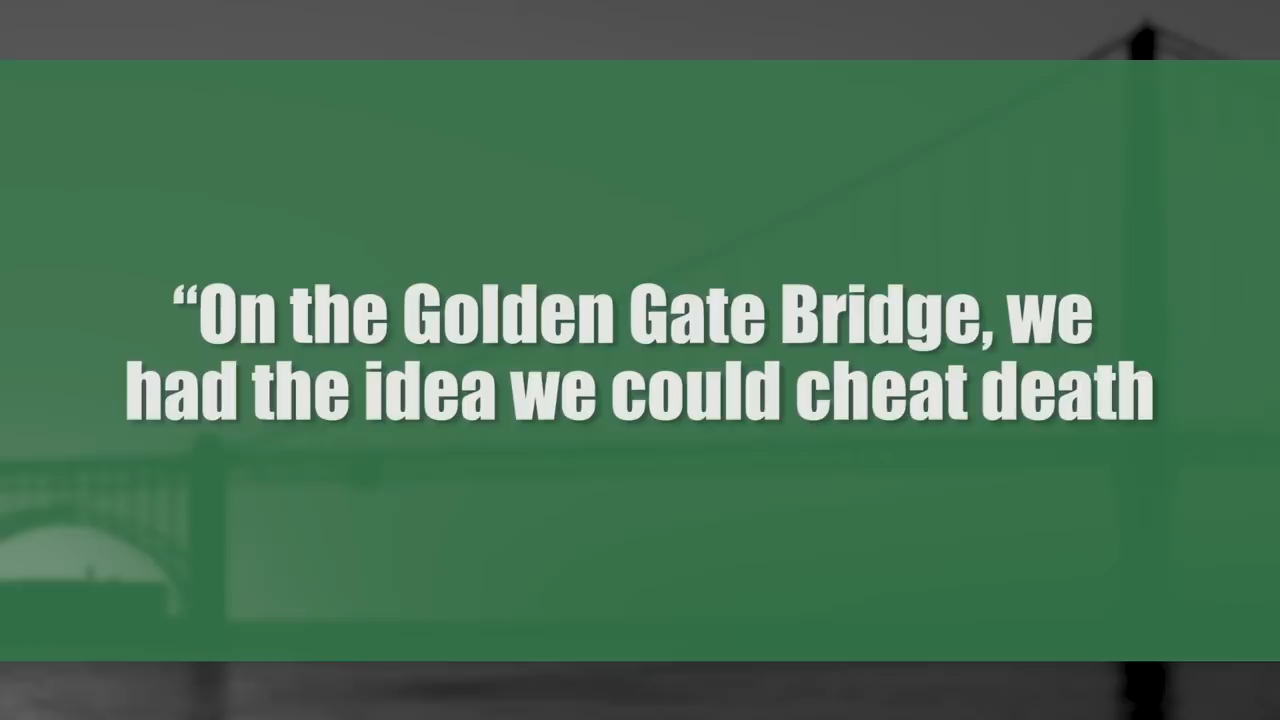 “On the Golden Gate Bridge, we
had the idea we could cheat death